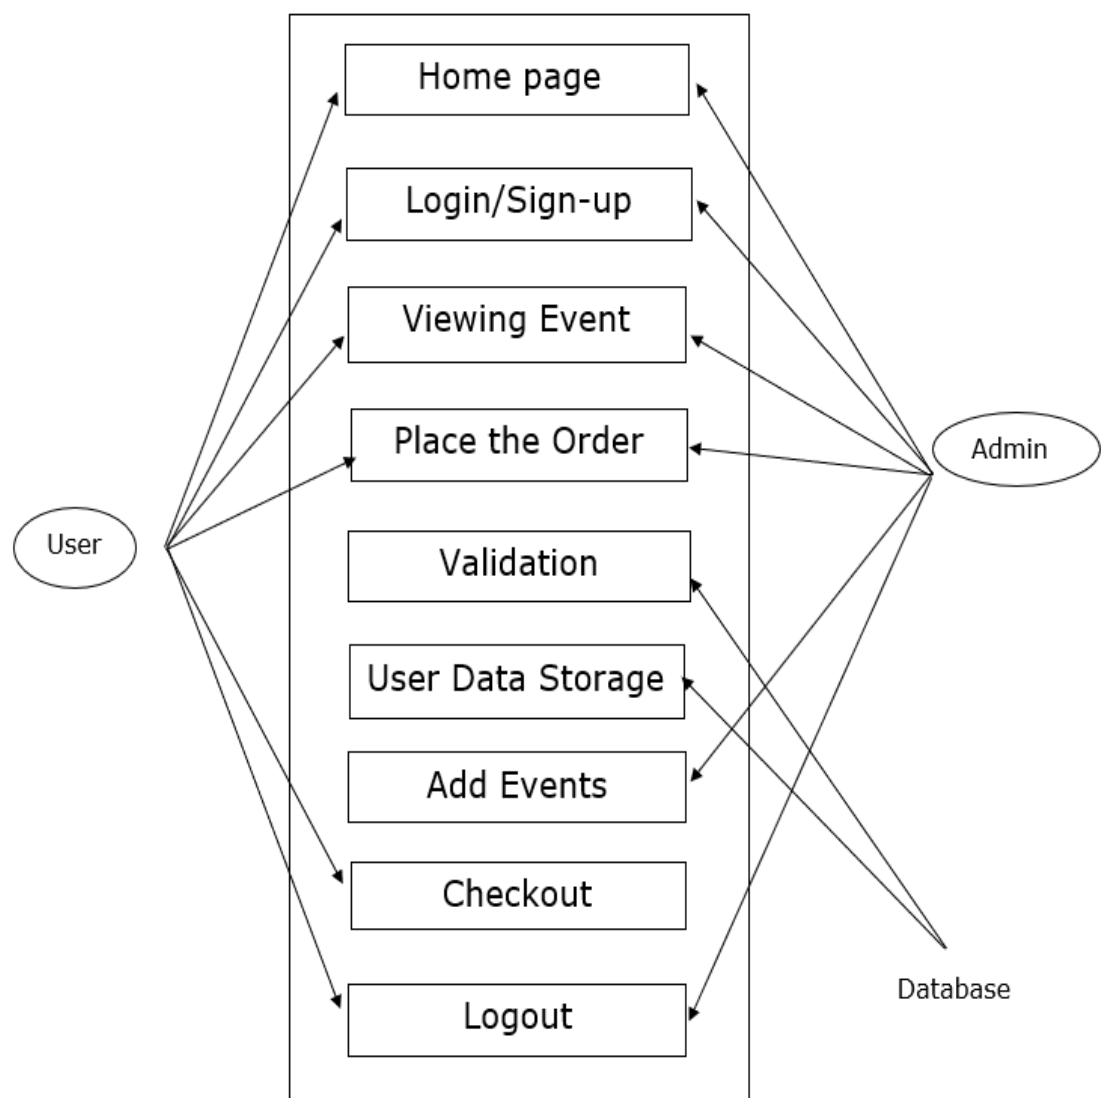 Home page
Login/Sign-up
Viewing Event
Place the Order
Admin
User
Validation
User Data Storage
Add Events
Checkout
Database
Logout